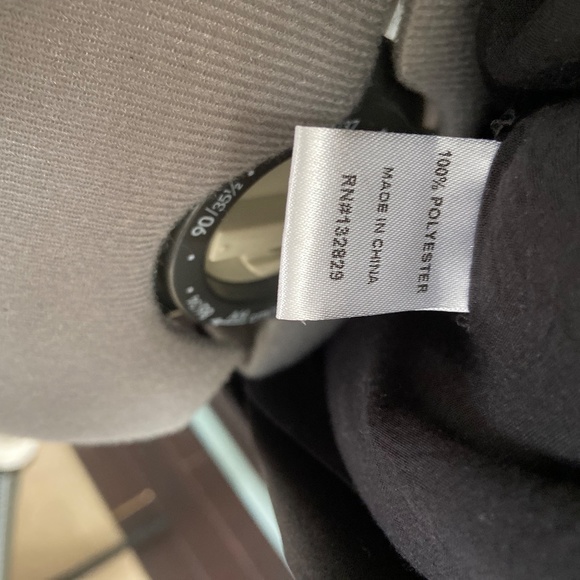 100% POLYESTER
MADE IN CHINA
RN#132829
90/35½